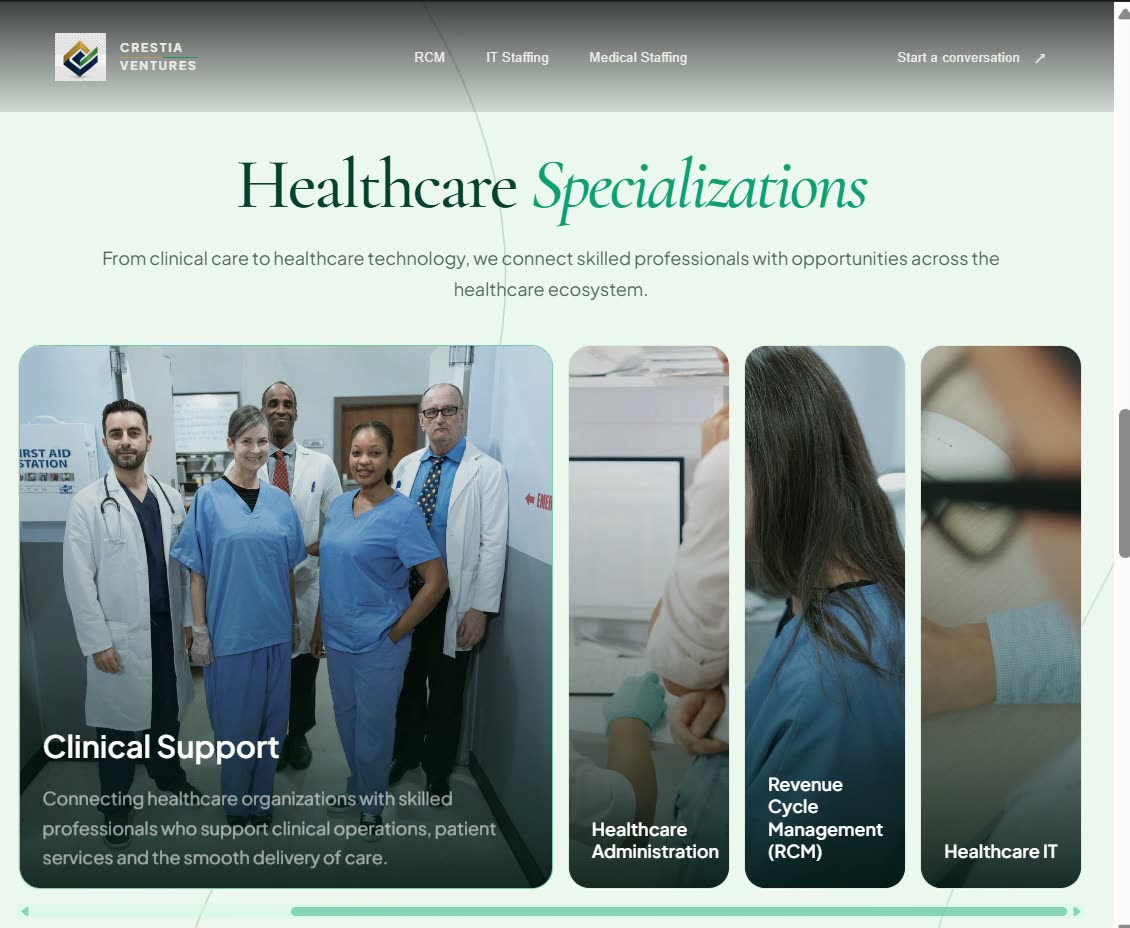 CRESTIA
VENTURES
RCM
IT Staffing
Medical Staffing
Start a conversation ↗
Healthcare Specializations
From clinical care to healthcare technology, we connect skilled professionals with opportunities across the
healthcare ecosystem.
IRST AID
STATION
EMER
Clinical Support
Connecting healthcare organizations with skilled
professionals who support clinical operations, patient
services and the smooth delivery of care.
Healthcare
Administration
Revenue
Cycle
Management
(RCM)
Healthcare IT